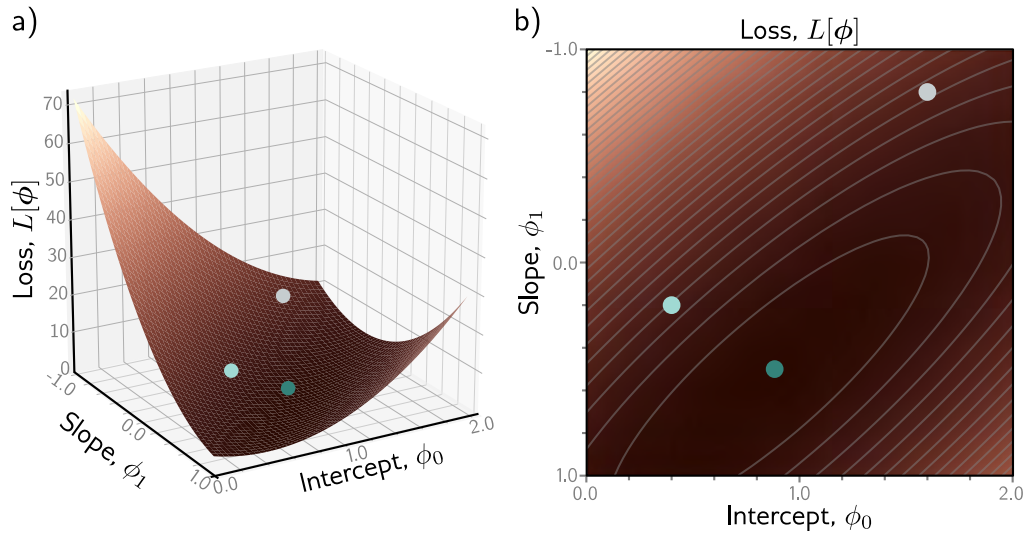 a)
70
60
50
40
30
20
10
0
Loss, L[ϕ]
-1.0
0.0
1.0
Slope, ϕ₁
0.0
1.0
2.0
Intercept, ϕ₀
b)
Loss, L[ϕ]
-1.0
0.0
1.0
Slope, ϕ₁
0.0
1.0
2.0
Intercept, ϕ₀